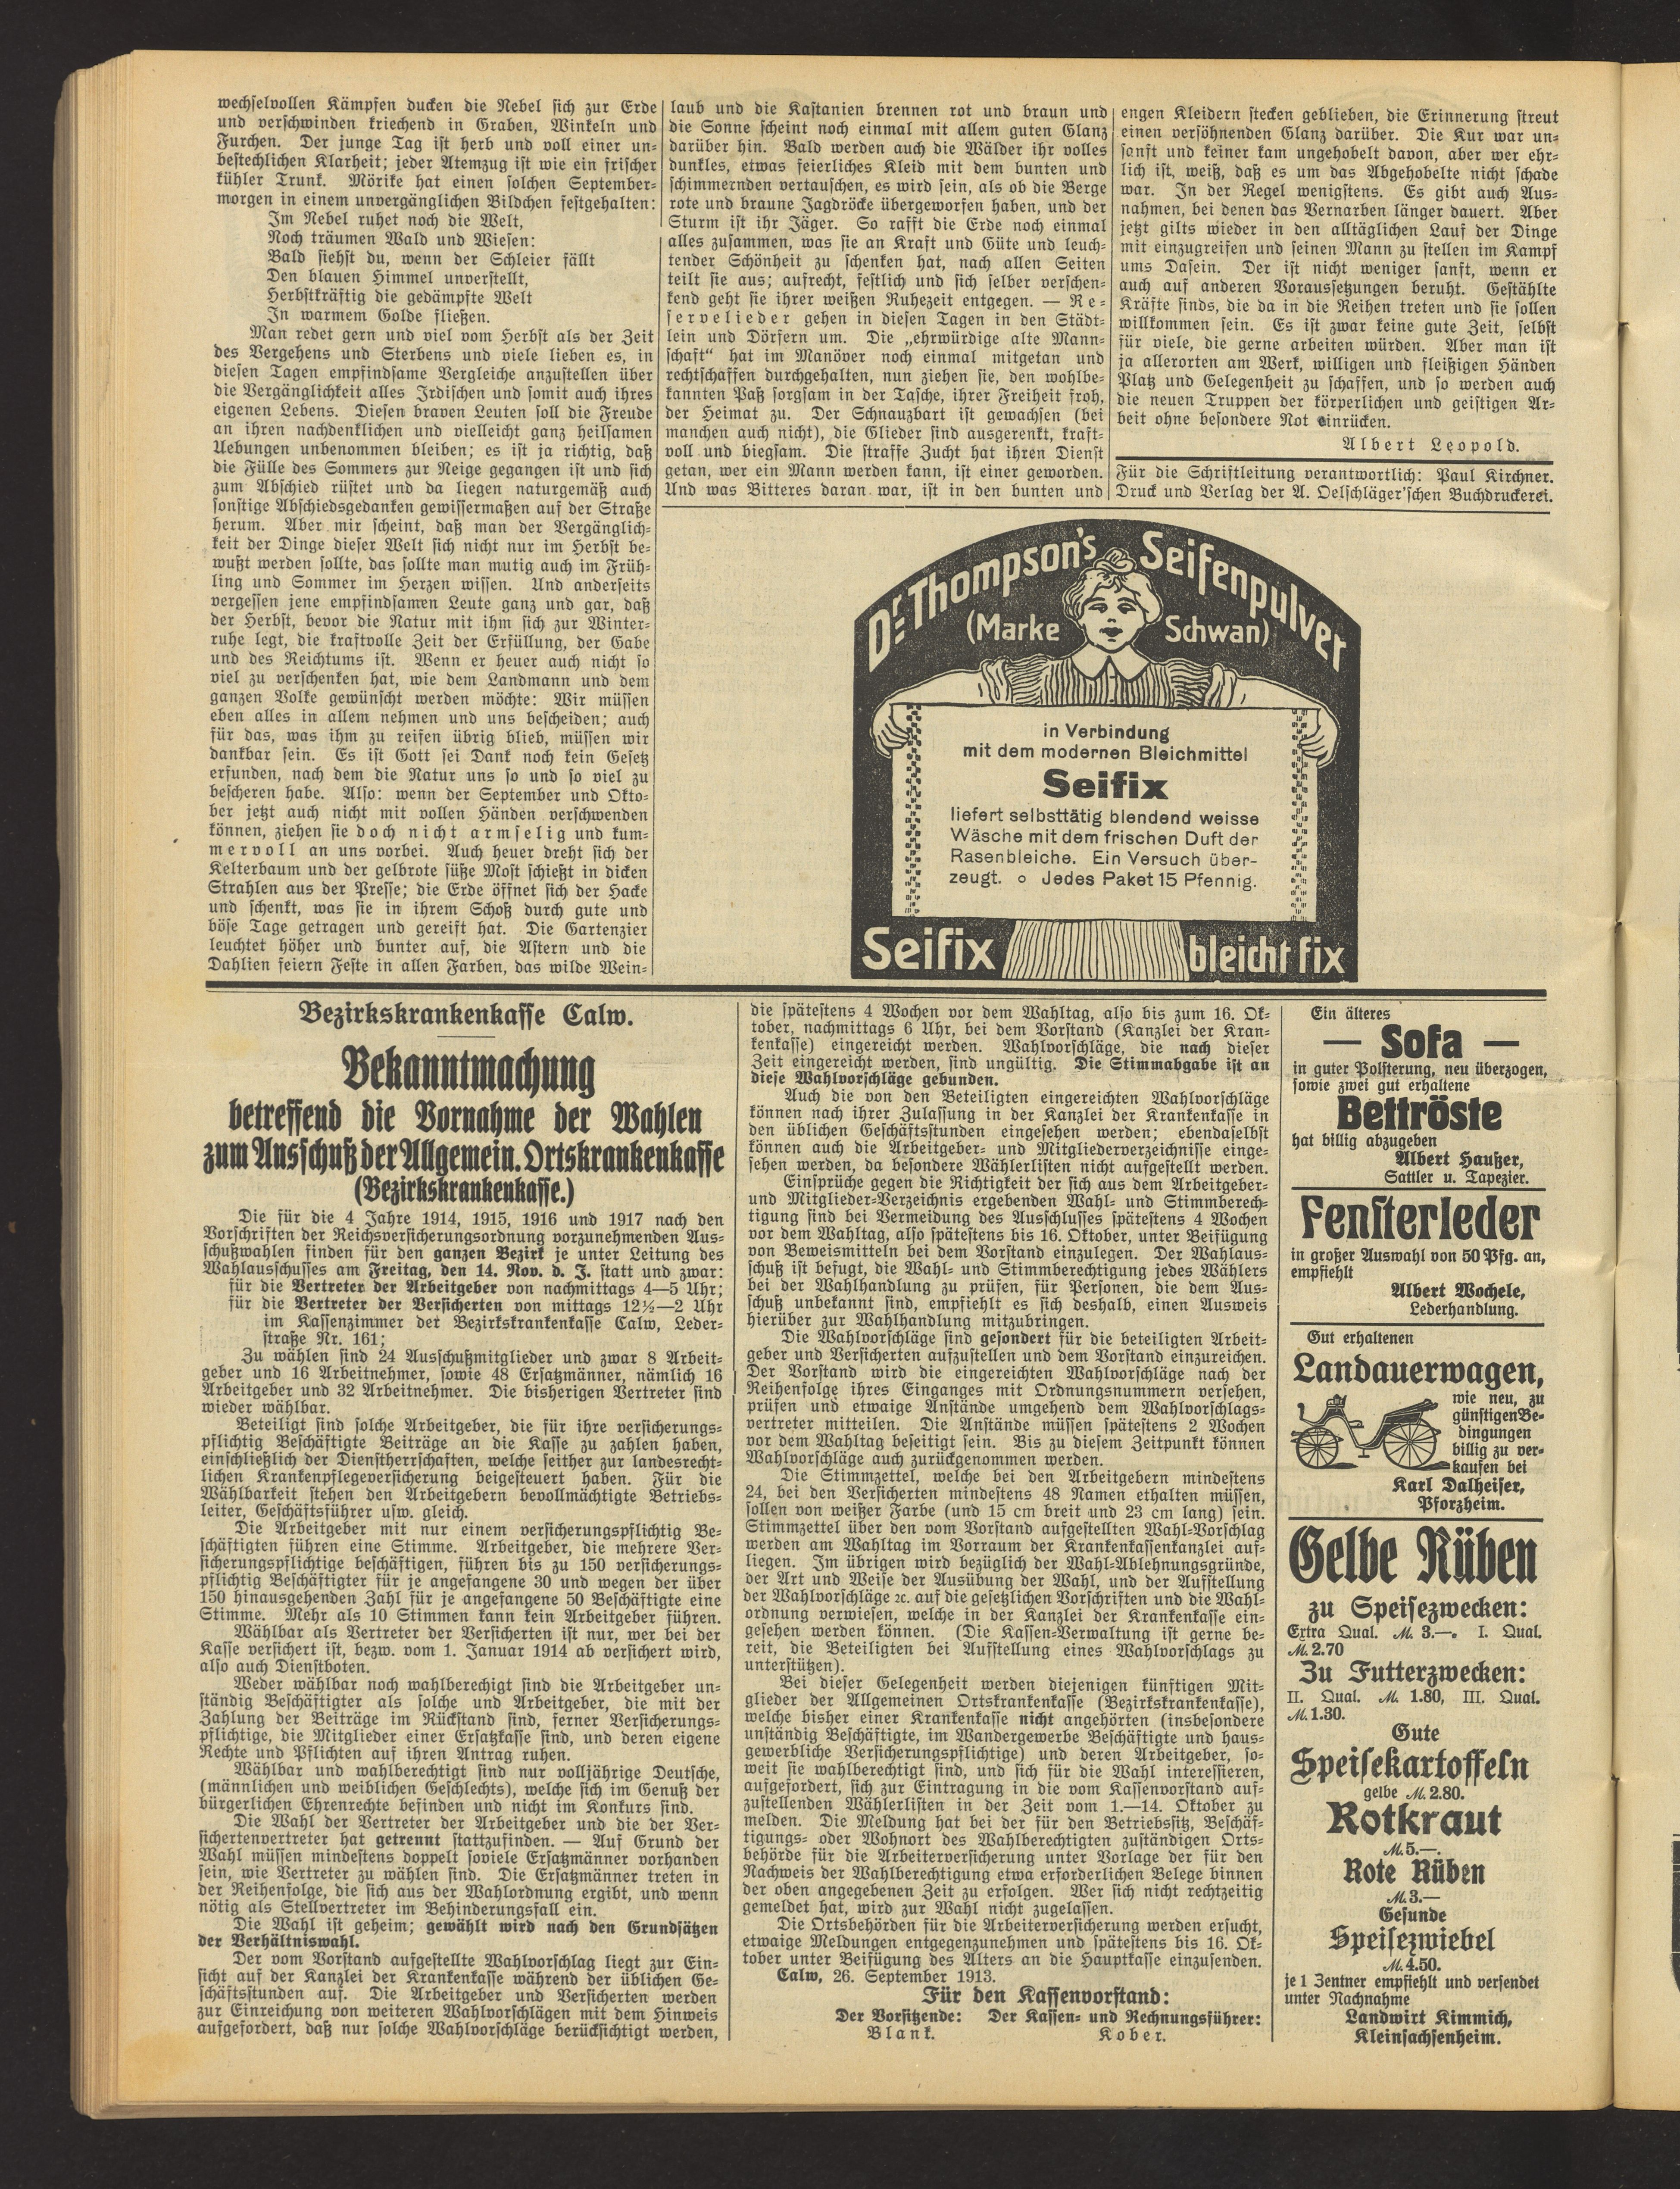 wechselvollen Kämpfen ducken die Nebel sich zur Erde
und verschwinden kriechend in Graben, Winkeln und
Furchen. Der junge Tag ist herb und voll einer un-
bestechlichen Klarheit; jeder Atemzug ist wie ein frischer
kühler Trunk. Mörike hat einen solchen September-
morgen in einem unvergänglichen Bildchen festgehalten:
Im Nebel ruhet noch die Welt,
Noch träumen Wald und Wiesen:
Bald siehst du, wenn der Schleier fällt
Den blauen Himmel unverstellt,
Herbstkräftig die gedämpfte Welt
In warmem Golde fließen.
Man redet gern und viel vom Herbst als der Zeit
des Vergehens und Sterbens und viele lieben es, in
diesen Tagen empfindsame Vergleiche anzustellen über
die Vergänglichkeit alles Irdischen und somit auch ihres
eigenen Lebens. Diesen braven Leuten soll die Freude
an ihren nachdenklichen und vielleicht ganz heilsamen
Uebungen unbenommen bleiben; es ist ja richtig, daß
die Fülle des Sommers zur Neige gegangen ist und sich
zum Abschied rüstet und da liegen naturgemäß auch
sonstige Abschiedsgedanken gewissermaßen auf der Straße
herum. Aber mir scheint, daß man der Vergänglich-
keit der Dinge dieser Welt sich nicht nur im Herbst be-
wußt werden sollte, das sollte man mutig auch im Früh-
ling und Sommer im Herzen wissen. Und anderseits
vergessen jene empfindsamen Leute ganz und gar, daß
der Herbst, bevor die Natur mit ihm sich zur Winter-
ruhe legt, die kraftvolle Zeit der Erfüllung, der Gabe
und des Reichtums ist. Wenn er heuer auch nicht so
viel zu verschenken hat, wie dem Landmann und dem
ganzen Volke gewünscht werden möchte: Wir müssen
eben alles in allem nehmen und uns bescheiden; auch
für das, was ihm zu reifen übrig blieb, müssen wir
dankbar sein. Es ist Gott sei Dank noch kein Gesetz
erfunden, nach dem die Natur uns so und so viel zu
bescheren habe. Also: wenn der September und Okto-
ber jetzt auch nicht mit vollen Händen verschwenden
können, ziehen sie doch nicht armselig und kum-
mervoll an uns vorbei. Auch heuer dreht sich der
Kelterbaum und der gelbrote süße Most schießt in dicken
Strahlen aus der Presse; die Erde öffnet sich der Hacke
und schenkt, was sie in ihrem Schoß durch gute und
böse Tage getragen und gereift hat. Die Gartenzier
leuchtet höher und bunter auf, die Astern und die
Dahlien feiern Feste in allen Farben, das wilde Wein-
laub und die Kastanien brennen rot und braun und
die Sonne scheint noch einmal mit allem guten Glanz
darüber hin. Bald werden auch die Wälder ihr volles
dunkles, etwas feierliches Kleid mit dem bunten und
schimmernden vertauschen, es wird sein, als ob die Berge
rote und braune Jagdröcke übergeworfen haben, und der
Sturm ist ihr Jäger. So rafft die Erde noch einmal
alles zusammen, was sie an Kraft und Güte und leuch-
tender Schönheit zu schenken hat, nach allen Seiten
teilt sie aus; aufrecht, festlich und sich selber verschen-
kend geht sie ihrer weißen Ruhezeit entgegen. — Re-
servelieder gehen in diesen Tagen in den Städt-
lein und Dörfern um. Die „ehrwürdige alte Mann-
schaft“ hat im Manöver noch einmal mitgetan und
rechtschaffen durchgehalten, nun ziehen sie, den wohlbe-
kannten Paß sorgsam in der Tasche, ihrer Freiheit froh,
der Heimat zu. Der Schnauzbart ist gewachsen (bei
manchen auch nicht), die Glieder sind ausgerenkt, kraft-
voll und biegsam. Die straffe Zucht hat ihren Dienst
getan, wer ein Mann werden kann, ist einer geworden.
Und was Bitteres daran war, ist in den bunten und
engen Kleidern stecken geblieben, die Erinnerung streut
einen versöhnenden Glanz darüber. Die Kur war un-
sanft und keiner kam ungehobelt davon, aber wer ehr-
lich ist, weiß, daß es um das Abgehobelte nicht schade
war. In der Regel wenigstens. Es gibt auch Aus-
nahmen, bei denen das Vernarben länger dauert. Aber
jetzt gilts wieder in den alltäglichen Lauf der Dinge
mit einzugreifen und seinen Mann zu stellen im Kampf
ums Dasein. Der ist nicht weniger sanft, wenn er
auch auf anderen Voraussetzungen beruht. Gestählte
Kräfte sinds, die da in die Reihen treten und sie sollen
willkommen sein. Es ist zwar keine gute Zeit, selbst
für viele, die gerne arbeiten würden. Aber man ist
ja allerorten am Werk, willigen und fleißigen Händen
Platz und Gelegenheit zu schaffen, und so werden auch
die neuen Truppen der körperlichen und geistigen Ar-
beit ohne besondere Not einrücken.
Albert Leopold.
Für die Schriftleitung verantwortlich: Paul Kirchner.
Druck und Verlag der A. Oelschläger'schen Buchdruckerei.
Dr. Thompson's Seifenpulver
(Marke Schwan)
in Verbindung
mit dem modernen Bleichmittel
Seifix
liefert selbsttätig blendend weisse
Wäsche mit dem frischen Duft der
Rasenbleiche. Ein Versuch über-
zeugt. o Jedes Paket 15 Pfennig.
Seifix bleicht fix
Bezirkskrankenkasse Calw.
Bekanntmachung
betreffend die Vornahme der Wahlen
zum Ausschuß der Allgemein. Ortskrankenkasse
(Bezirkskrankenkasse.)
Die für die 4 Jahre 1914, 1915, 1916 und 1917 nach den
Vorschriften der Reichsversicherungsordnung vorzunehmenden Aus-
schußwahlen finden für den ganzen Bezirk je unter Leitung des
Wahlausschusses am Freitag, den 14. Nov. d. J. statt und zwar:
für die Vertreter der Arbeitgeber von nachmittags 4—5 Uhr;
für die Vertreter der Versicherten von mittags 12½—2 Uhr
im Kassenzimmer det Bezirkskrankenkasse Calw, Leder-
straße Nr. 161;
Zu wählen sind 24 Ausschußmitglieder und zwar 8 Arbeit-
geber und 16 Arbeitnehmer, sowie 48 Ersatzmänner, nämlich 16
Arbeitgeber und 32 Arbeitnehmer. Die bisherigen Vertreter sind
wieder wählbar.
Beteiligt sind solche Arbeitgeber, die für ihre versicherungs-
pflichtig Beschäftigte Beiträge an die Kasse zu zahlen haben,
einschließlich der Dienstherrschaften, welche seither zur landesrecht-
lichen Krankenpflegeversicherung beigesteuert haben. Für die
Wählbarkeit stehen den Arbeitgebern bevollmächtigte Betriebs-
leiter, Geschäftsführer usw. gleich.
Die Arbeitgeber mit nur einem versicherungspflichtig Be-
schäftigten führen eine Stimme. Arbeitgeber, die mehrere Ver-
sicherungspflichtige beschäftigen, führen bis zu 150 versicherungs-
pflichtig Beschäftigter für je angefangene 30 und wegen der über
150 hinausgehenden Zahl für je angefangene 50 Beschäftigte eine
Stimme. Mehr als 10 Stimmen kann kein Arbeitgeber führen.
Wählbar als Vertreter der Versicherten ist nur, wer bei der
Kasse versichert ist, bezw. vom 1. Januar 1914 ab versichert wird,
also auch Dienstboten.
Weder wählbar noch wahlberechigt sind die Arbeitgeber un-
ständig Beschäftigter als solche und Arbeitgeber, die mit der
Zahlung der Beiträge im Rückstand sind, ferner Versicherungs-
pflichtige, die Mitglieder einer Ersatzkasse sind, und deren eigene
Rechte und Pflichten auf ihren Antrag ruhen.
Wählbar und wahlberechtigt sind nur volljährige Deutsche,
(männlichen und weiblichen Geschlechts), welche sich im Genuß der
bürgerlichen Ehrenrechte befinden und nicht im Konkurs sind.
Die Wahl der Vertreter der Arbeitgeber und die der Ver-
sichertenvertreter hat getrennt stattzufinden. — Auf Grund der
Wahl müssen mindestens doppelt soviele Ersatzmänner vorhanden
sein, wie Vertreter zu wählen sind. Die Ersatzmänner treten in
der Reihenfolge, die sich aus der Wahlordnung ergibt, und wenn
nötig als Stellvertreter im Behinderungsfall ein.
Die Wahl ist geheim; gewählt wird nach den Grundsätzen
der Verhältniswahl.
Der vom Vorstand aufgestellte Wahlvorschlag liegt zur Ein-
sicht auf der Kanzlei der Krankenkasse während der üblichen Ge-
schäftsstunden auf. Die Arbeitgeber und Versicherten werden
zur Einreichung von weiteren Wahlvorschlägen mit dem Hinweis
aufgefordert, daß nur solche Wahlvorschläge berücksichtigt werden,
die spätestens 4 Wochen vor dem Wahltag, also bis zum 16. Ok-
tober, nachmittags 6 Uhr, bei dem Vorstand (Kanzlei der Kran-
kenkasse) eingereicht werden. Wahlvorschläge, die nach dieser
Zeit eingereicht werden, sind ungültig. Die Stimmabgabe ist an
diese Wahlvorschläge gebunden.
Auch die von den Beteiligten eingereichten Wahlvorschläge
können nach ihrer Zulassung in der Kanzlei der Krankenkasse in
den üblichen Geschäftsstunden eingesehen werden; ebendaselbst
können auch die Arbeitgeber- und Mitgliederverzeichnisse einge-
sehen werden, da besondere Wählerlisten nicht aufgestellt werden.
Einsprüche gegen die Richtigkeit der sich aus dem Arbeitgeber-
und Mitglieder-Verzeichnis ergebenden Wahl- und Stimmberech-
tigung sind bei Vermeidung des Ausschlusses spätestens 4 Wochen
vor dem Wahltag, also spätestens bis 16. Oktober, unter Beifügung
von Beweismitteln bei dem Vorstand einzulegen. Der Wahlaus-
schuß ist befugt, die Wahl- und Stimmberechtigung jedes Wählers
bei der Wahlhandlung zu prüfen, für Personen, die dem Aus-
schuß unbekannt sind, empfiehlt es sich deshalb, einen Ausweis
hierüber zur Wahlhandlung mitzubringen.
Die Wahlvorschläge sind gesondert für die beteiligten Arbeit-
geber und Versicherten aufzustellen und dem Vorstand einzureichen.
Der Vorstand wird die eingereichten Wahlvorschläge nach der
Reihenfolge ihres Einganges mit Ordnungsnummern versehen,
prüfen und etwaige Anstände umgehend dem Wahlvorschlags-
vertreter mitteilen. Die Anstände müssen spätestens 2 Wochen
vor dem Wahltag beseitigt sein. Bis zu diesem Zeitpunkt können
Wahlvorschläge auch zurückgenommen werden.
Die Stimmzettel, welche bei den Arbeitgebern mindestens
24, bei den Versicherten mindestens 48 Namen ethalten müssen,
sollen von weißer Farbe (und 15 cm breit und 23 cm lang) sein.
Stimmzettel über den vom Vorstand aufgestellten Wahl-Vorschlag
werden am Wahltag im Vorraum der Krankenkassenkanzlei auf-
liegen. Im übrigen wird bezüglich der Wahl-Ablehnungsgründe,
der Art und Weise der Ausübung der Wahl, und der Aufstellung
der Wahlvorschläge ꝛc. auf die gesetzlichen Vorschriften und die Wahl-
ordnung verwiesen, welche in der Kanzlei der Krankenkasse ein-
gesehen werden können. (Die Kassen-Verwaltung ist gerne be-
reit, die Beteiligten bei Aufstellung eines Wahlvorschlags zu
unterstützen).
Bei dieser Gelegenheit werden diejenigen künftigen Mit-
glieder der Allgemeinen Ortskrankenkasse (Bezirkskrankenkasse),
welche bisher einer Krankenkasse nicht angehörten (insbesondere
unständig Beschäftigte, im Wandergewerbe Beschäftigte und haus-
gewerbliche Versicherungspflichtige) und deren Arbeitgeber, so-
weit sie wahlberechtigt sind, und sich für die Wahl interessieren,
aufgefordert, sich zur Eintragung in die vom Kassenvorstand auf-
zustellenden Wählerlisten in der Zeit vom 1.—14. Oktober zu
melden. Die Meldung hat bei der für den Betriebssitz, Beschäf-
tigungs- oder Wohnort des Wahlberechtigten zuständigen Orts-
behörde für die Arbeiterversicherung unter Vorlage der für den
Nachweis der Wahlberechtigung etwa erforderlichen Belege binnen
der oben angegebenen Zeit zu erfolgen. Wer sich nicht rechtzeitig
gemeldet hat, wird zur Wahl nicht zugelassen.
Die Ortsbehörden für die Arbeiterversicherung werden ersucht,
etwaige Meldungen entgegenzunehmen und spätestens bis 16. Ok-
tober unter Beifügung des Alters an die Hauptkasse einzusenden.
Calw, 26. September 1913.
Für den Kassenvorstand:
Der Vorsitzende: Der Kassen- und Rechnungsführer:
Blank. Kober.
Ein älteres
— Sofa —
in guter Polsterung, neu überzogen,
sowie zwei gut erhaltene
Bettröste
hat billig abzugeben
Albert Haußer,
Sattler u. Tapezier.
Fensterleder
in großer Auswahl von 50 Pfg. an,
empfiehlt
Albert Wochele,
Lederhandlung.
Gut erhaltenen
Landauerwagen,
wie neu, zu
günstigen Be-
dingungen
billig zu ver-
kaufen bei
Karl Dalheiser,
Pforzheim.
Gelbe Rüben
zu Speisezwecken:
Extra Qual. M. 3.—. I. Qual.
M. 2.70
Zu Futterzwecken:
II. Qual. M. 1.80, III. Qual.
M. 1.30.
Gute
Speisekartoffeln
gelbe M. 2.80.
Rotkraut
M. 5.—.
Rote Rüben
M. 3.—
Gesunde
Speisezwiebel
M. 4.50.
je 1 Zentner empfiehlt und versendet
unter Nachnahme
Landwirt Kimmich,
Kleinsachsenheim.